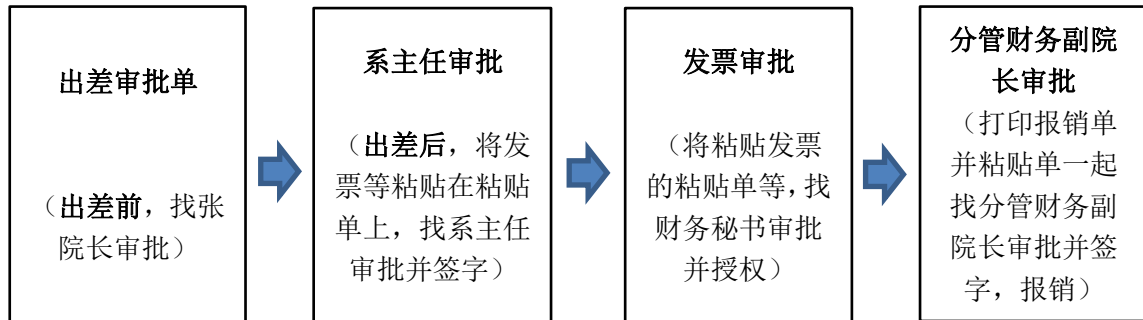 出差审批单
（出差前，找张
院长审批）
系主任审批
（出差后，将发
票等粘贴在粘贴
单上，找系主任
审批并签字）
发票审批
（将粘贴发票
的粘贴单等，找
财务秘书审批
并授权）
分管财务副院
长审批
（打印报销单
并粘贴单一起
找分管财务副
院长审批并签
字，报销）